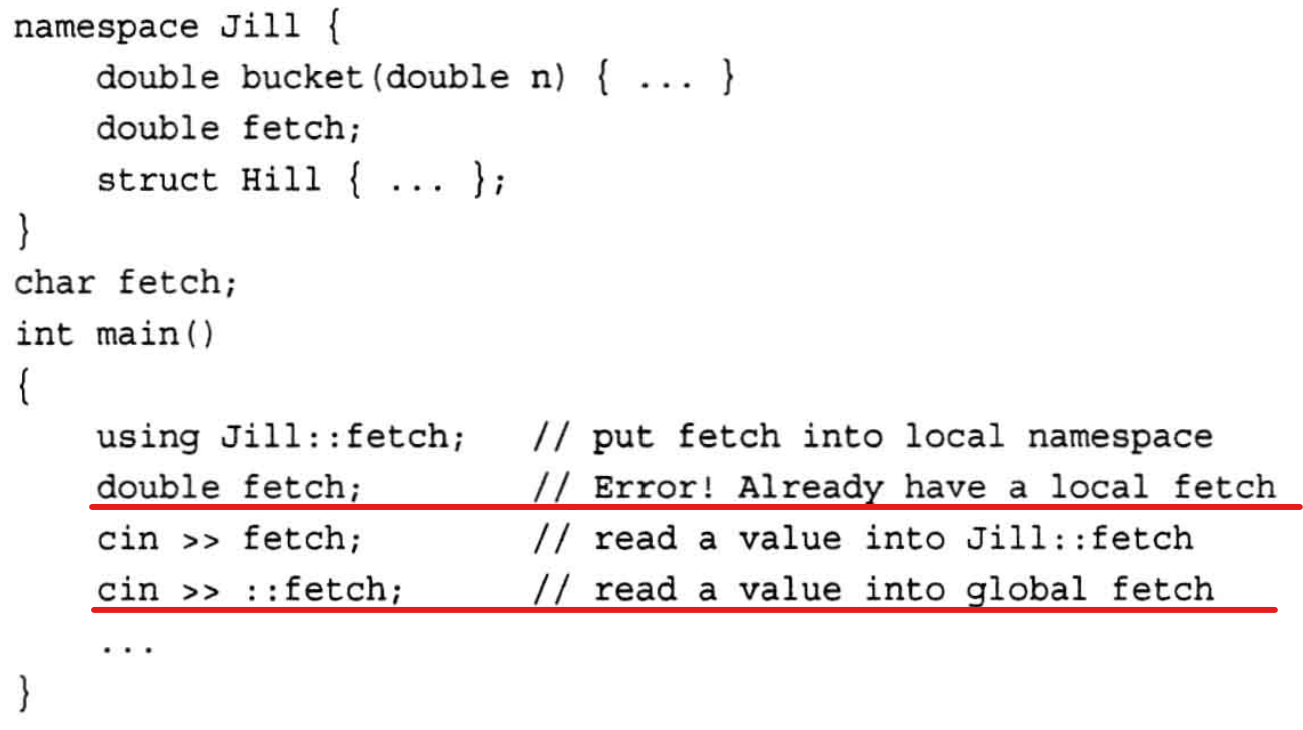 namespace Jill {
    double bucket(double n) { ... }
    double fetch;
    struct Hill { ... };
}
char fetch;
int main()
{
    using Jill::fetch;   // put fetch into local namespace
    double fetch;        // Error! Already have a local fetch
    cin >> fetch;        // read a value into Jill::fetch
    cin >> ::fetch;      // read a value into global fetch
    ...
}